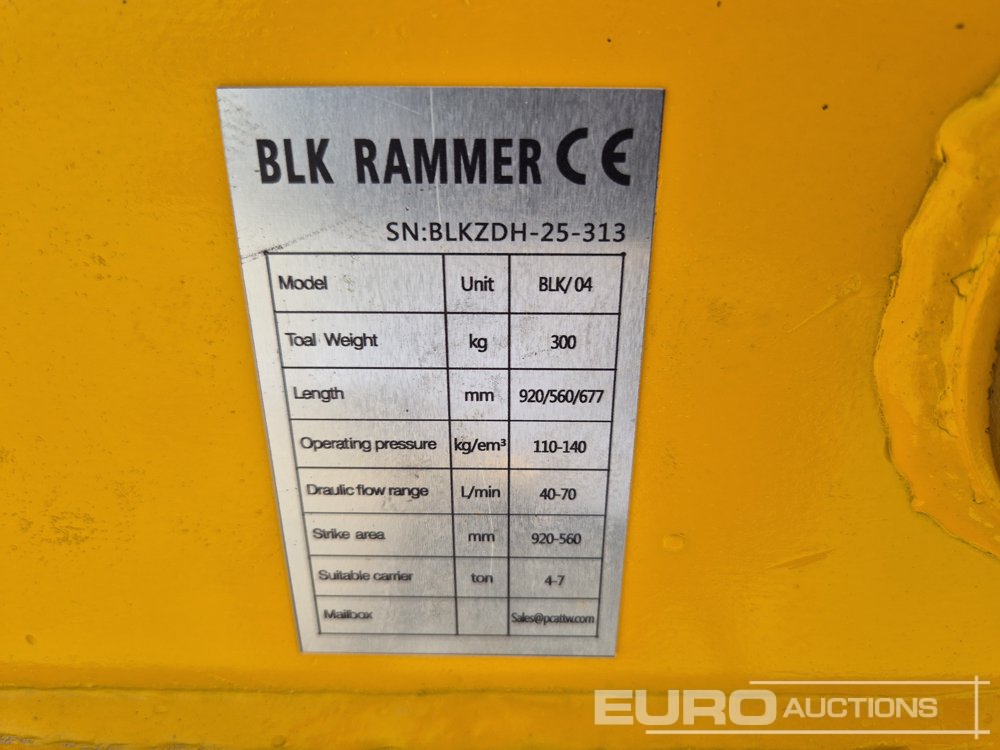 BLK RAMMER CE
SN:BLKZDH-25-313
Model Unit BLK/04
Toal Weight kg 300
Length mm 920/560/677
Operating pressure kg/em³ 110-140
Draulic flow range L/min 40-70
Strike area mm 920-560
Suitable carrier ton 4-7
Mailbox Sales@pcattw.com
EURO AUCTIONS